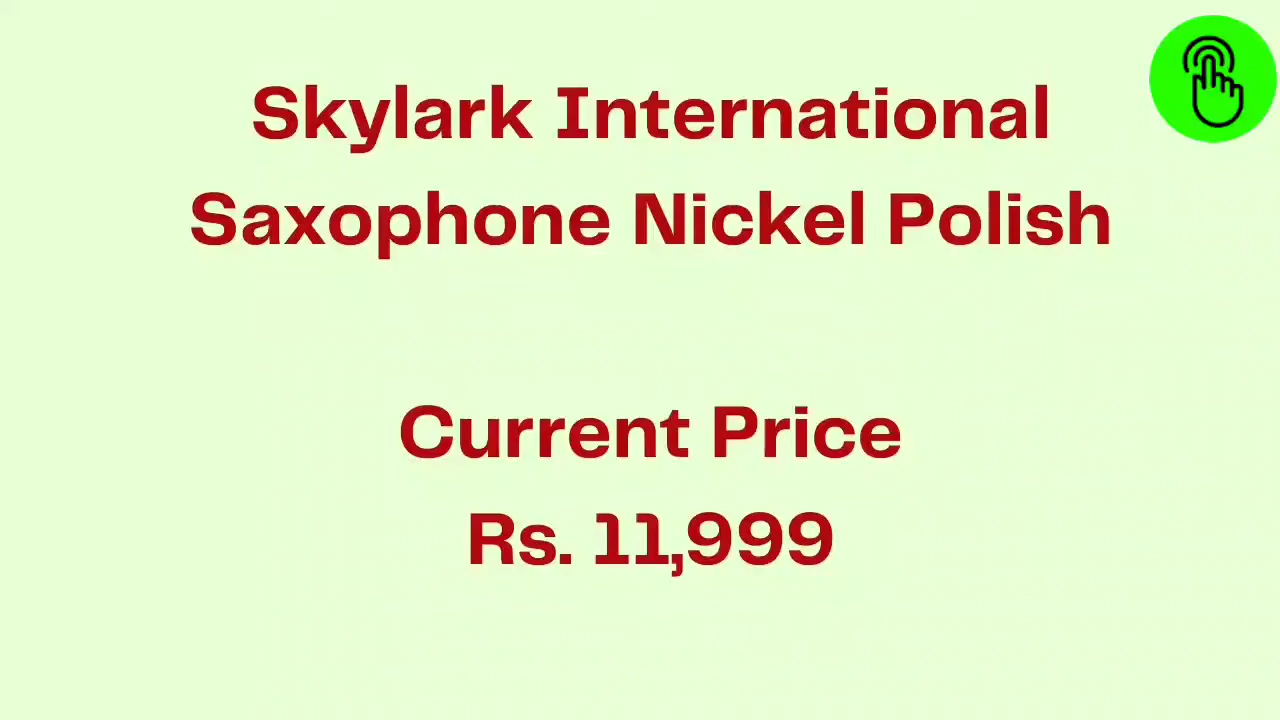 Skylark International
Saxophone Nickel Polish
Current Price
Rs. 11,999